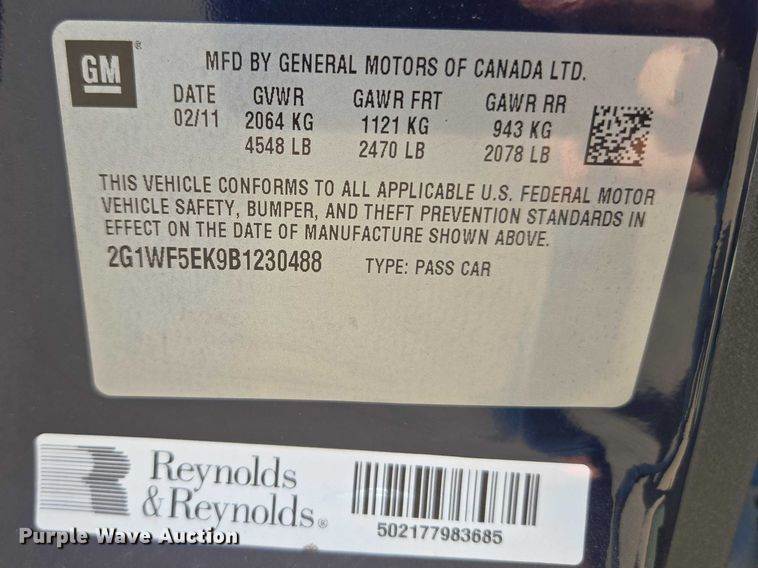 GM®
MFD BY GENERAL MOTORS OF CANADA LTD.
DATE GVWR GAWR FRT GAWR RR
02/11 2064 KG 1121 KG 943 KG
4548 LB 2470 LB 2078 LB
THIS VEHICLE CONFORMS TO ALL APPLICABLE U.S. FEDERAL MOTOR
VEHICLE SAFETY, BUMPER, AND THEFT PREVENTION STANDARDS IN
EFFECT ON THE DATE OF MANUFACTURE SHOWN ABOVE.
2G1WF5EK9B1230488 TYPE: PASS CAR
Reynolds
& Reynolds®
502177983685
Purple Wave Auction